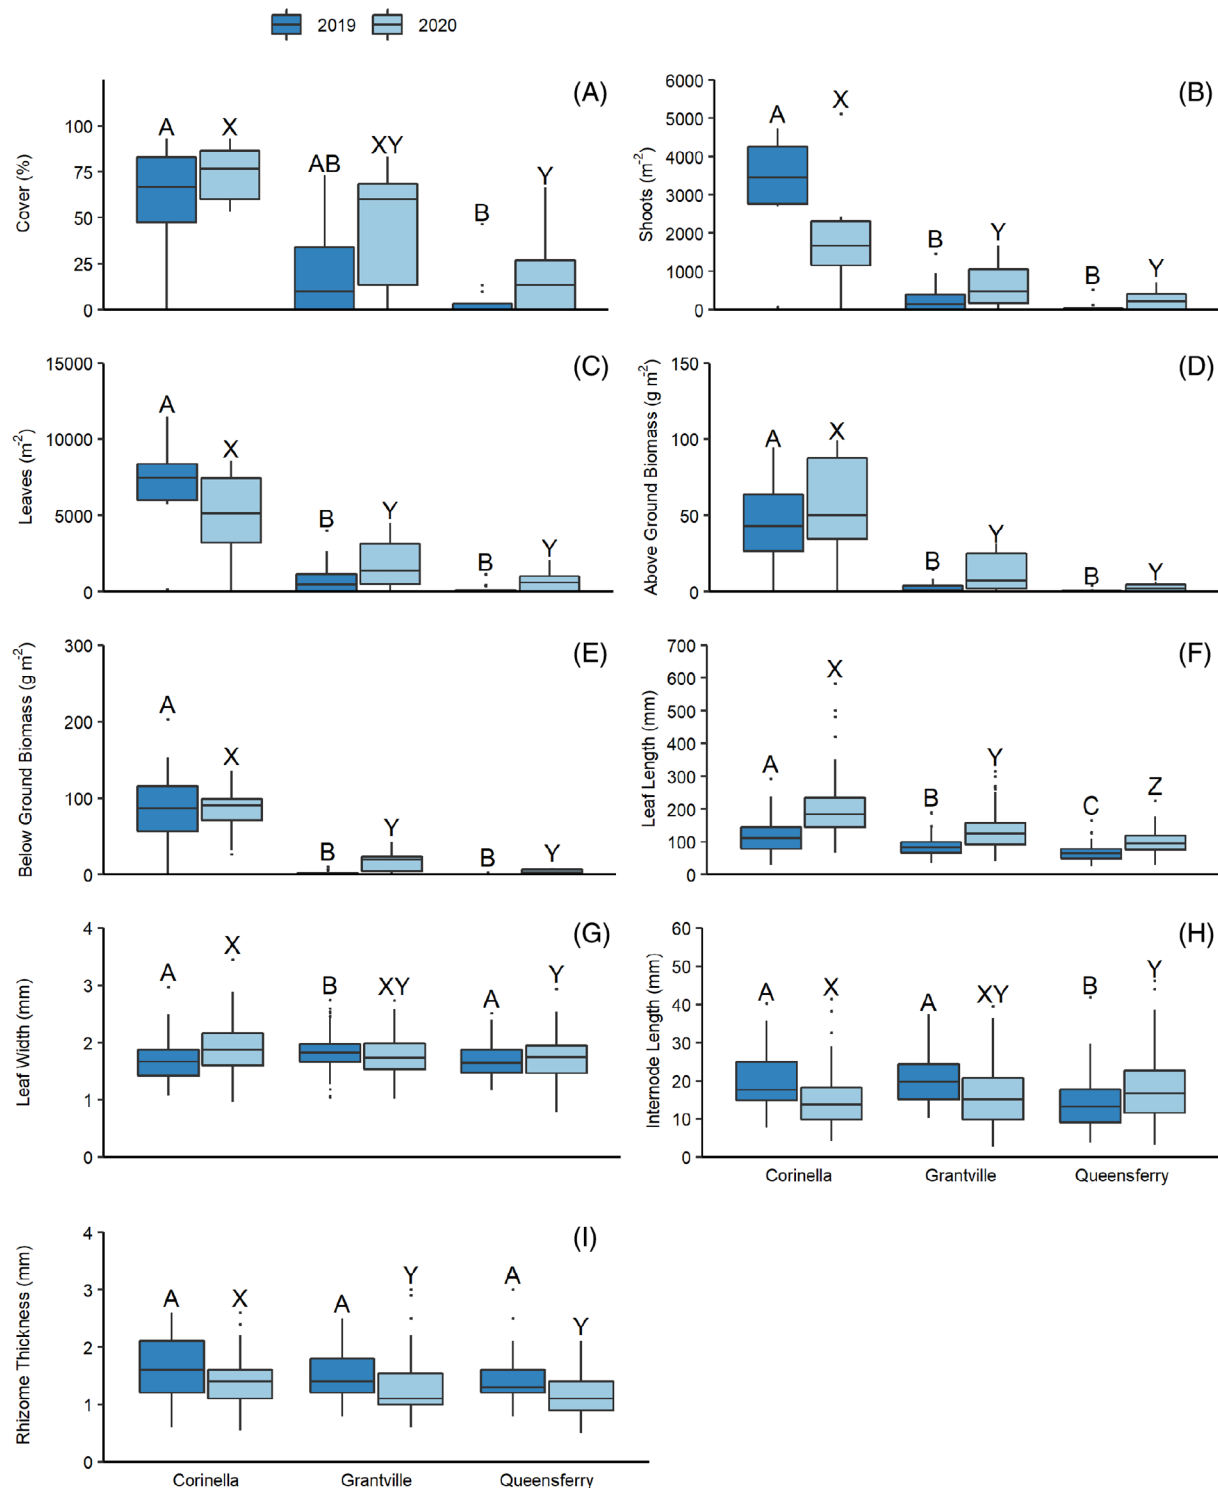 2019 2020
(A)
Cover (%)
100
75
50
25
0
A X AB XY B Y
(B)
Shoots (m⁻²)
6000
5000
4000
3000
2000
1000
0
A X B Y B Y
(C)
Leaves (m⁻²)
15000
10000
5000
0
A X B Y B Y
(D)
Above Ground Biomass (g m⁻²)
150
100
50
0
A X B Y B Y
(E)
Below Ground Biomass (g m⁻²)
300
200
100
0
A X B Y B Y
(F)
Leaf Length (mm)
700
600
500
400
300
200
100
0
A X B Y C Z
(G)
Leaf Width (mm)
4
3
2
1
0
A X B XY A Y
(H)
Internode Length (mm)
60
50
40
30
20
10
0
A X A XY B Y
Corinella Grantville Queensferry
(I)
Rhizome Thickness (mm)
4
3
2
1
0
A X A Y A Y
Corinella Grantville Queensferry